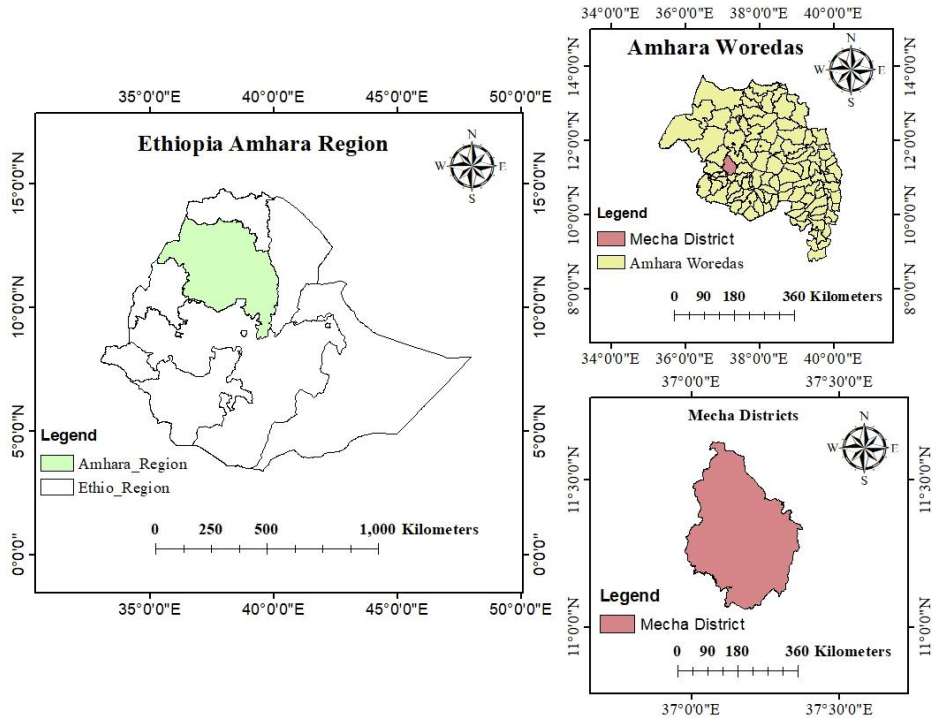 35°0'0"E 40°0'0"E 45°0'0"E 50°0'0"E
Ethiopia Amhara Region
N
W E
S
15°0'0"N
10°0'0"N
5°0'0"N
0°0'0"
15°0'0"N
10°0'0"N
5°0'0"N
0°0'0"
Legend
Amhara_Region
Ethio_Region
0 250 500 1,000 Kilometers
35°0'0"E 40°0'0"E 45°0'0"E 50°0'0"E
34°0'0"E 36°0'0"E 38°0'0"E 40°0'0"E
Amhara Woredas
N
W E
S
14°0'0"N
12°0'0"N
10°0'0"N
8°0'0"N
14°0'0"N
12°0'0"N
10°0'0"N
8°0'0"N
Legend
Mecha District
Amhara Woredas
0 90 180 360 Kilometers
34°0'0"E 36°0'0"E 38°0'0"E 40°0'0"E
37°0'0"E 37°30'0"E
Mecha Districts
N
W E
S
11°30'0"N
11°0'0"N
11°30'0"N
11°0'0"N
Legend
Mecha District
0 90 180 360 Kilometers
37°0'0"E 37°30'0"E